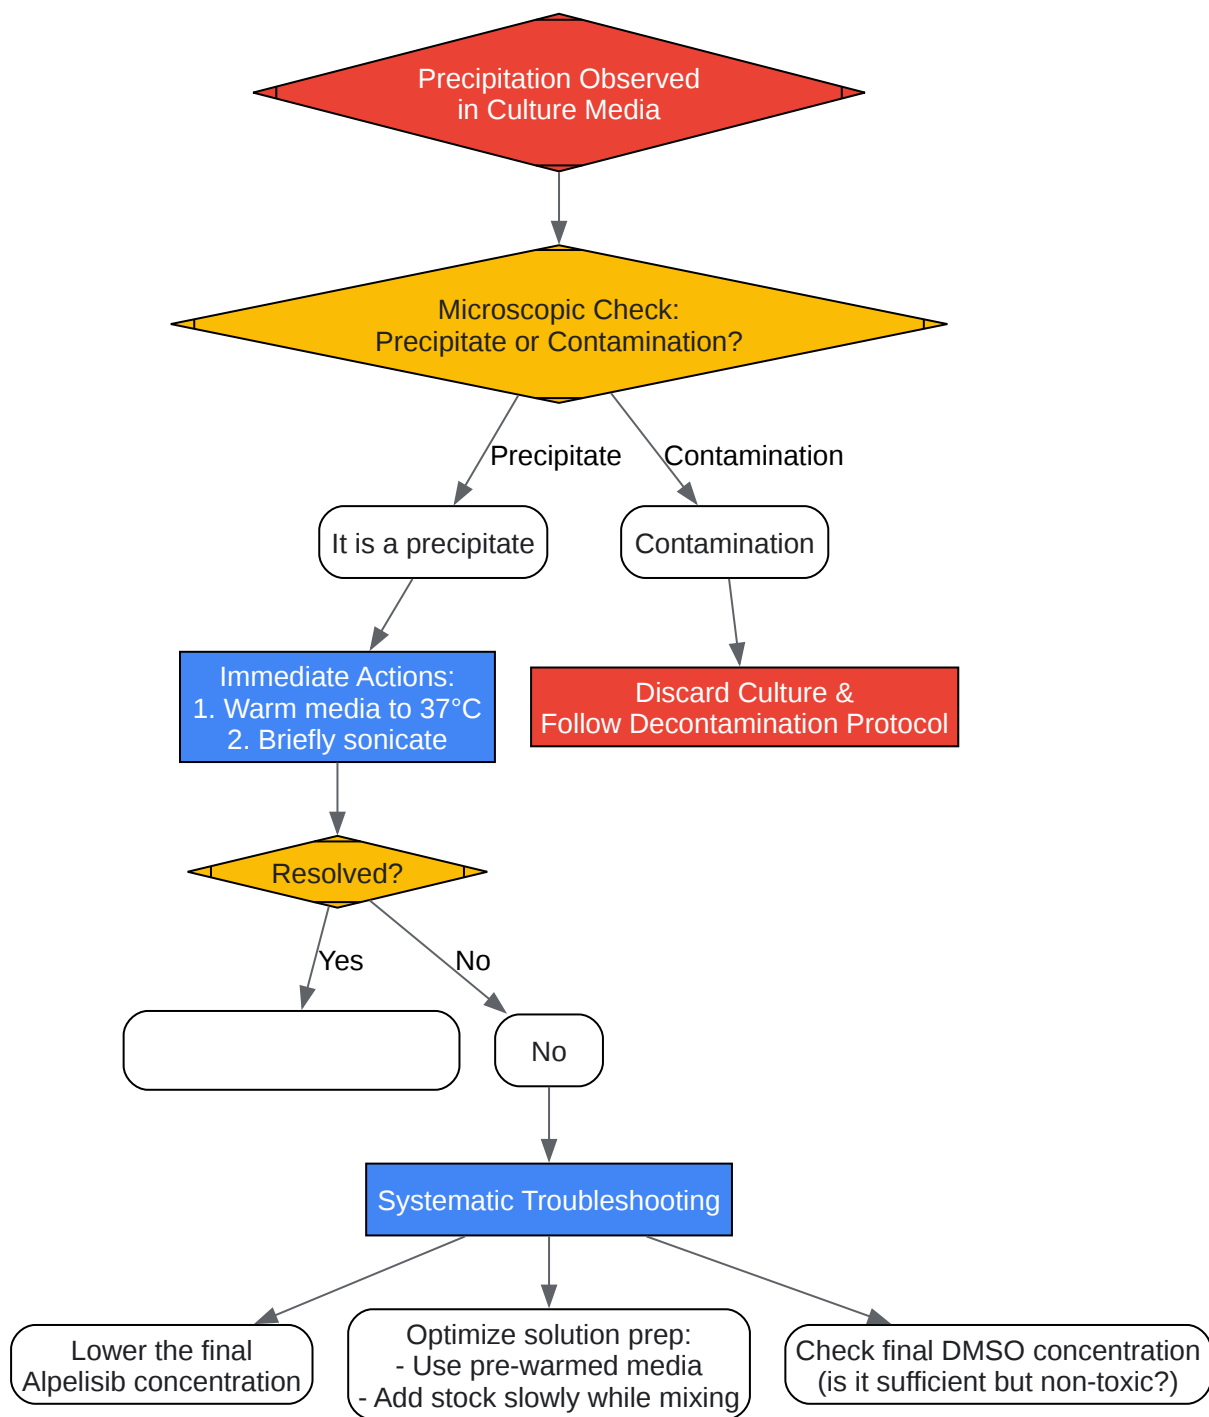 Precipitation Observed
in Culture Media
Microscopic Check:
Precipitate or Contamination?
Precipitate
Contamination
It is a precipitate
Contamination
Immediate Actions:
1. Warm media to 37°C
2. Briefly sonicate
Discard Culture &
Follow Decontamination Protocol
Resolved?
Yes
No
No
Systematic Troubleshooting
Lower the final
Alpelisib concentration
Optimize solution prep:
- Use pre-warmed media
- Add stock slowly while mixing
Check final DMSO concentration
(is it sufficient but non-toxic?)